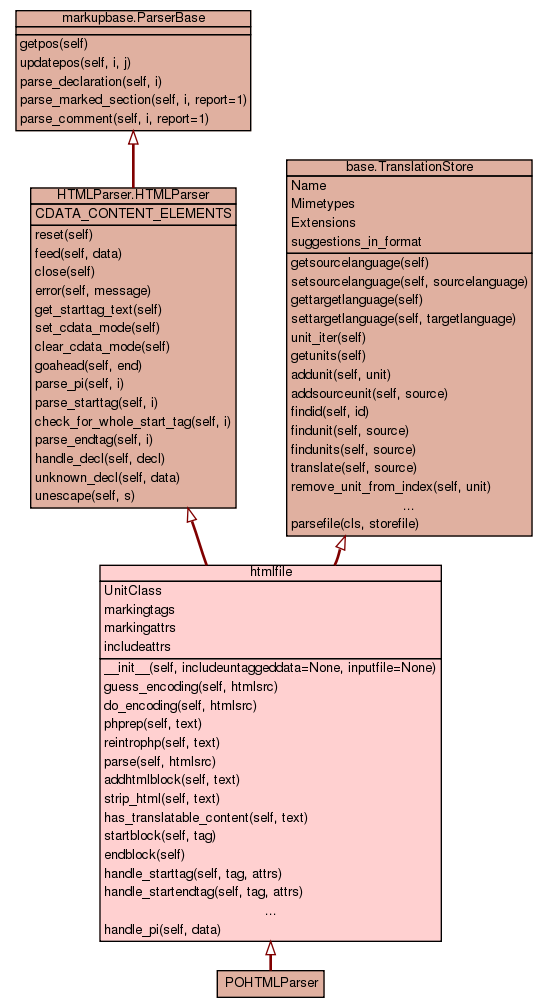 markupbase.ParserBase
getpos(self)
updatepos(self, i, j)
parse_declaration(self, i)
parse_marked_section(self, i, report=1)
parse_comment(self, i, report=1)
HTMLParser.HTMLParser
CDATA_CONTENT_ELEMENTS
reset(self)
feed(self, data)
close(self)
error(self, message)
get_starttag_text(self)
set_cdata_mode(self)
clear_cdata_mode(self)
goahead(self, end)
parse_pi(self, i)
parse_starttag(self, i)
check_for_whole_start_tag(self, i)
parse_endtag(self, i)
handle_decl(self, decl)
unknown_decl(self, data)
unescape(self, s)
base.TranslationStore
Name
Mimetypes
Extensions
suggestions_in_format
getsourcelanguage(self)
setsourcelanguage(self, sourcelanguage)
gettargetlanguage(self)
settargetlanguage(self, targetlanguage)
unit_iter(self)
getunits(self)
addunit(self, unit)
addsourceunit(self, source)
findid(self, id)
findunit(self, source)
findunits(self, source)
translate(self, source)
remove_unit_from_index(self, unit)
...
parsefile(cls, storefile)
htmlfile
UnitClass
markingtags
markingattrs
includeattrs
__init__(self, includeuntaggeddata=None, inputfile=None)
guess_encoding(self, htmlsrc)
do_encoding(self, htmlsrc)
phprep(self, text)
reintrophp(self, text)
parse(self, htmlsrc)
addhtmlblock(self, text)
strip_html(self, text)
has_translatable_content(self, text)
startblock(self, tag)
endblock(self)
handle_starttag(self, tag, attrs)
handle_startendtag(self, tag, attrs)
...
handle_pi(self, data)
POHTMLParser